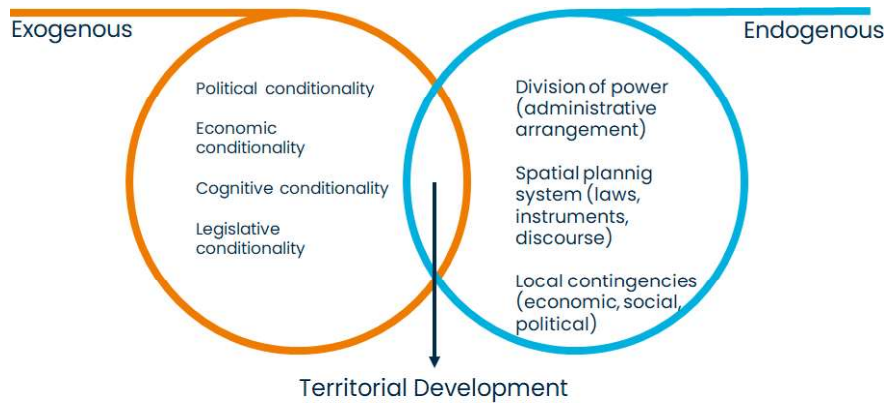 Exogenous
Endogenous
Political conditionality
Economic
conditionality
Cognitive conditionality
Legislative
conditionality
Division of power
(administrative
arrangement)
Spatial plannig
system (laws,
instruments,
discourse)
Local contingencies
(economic, social,
political)
Territorial Development